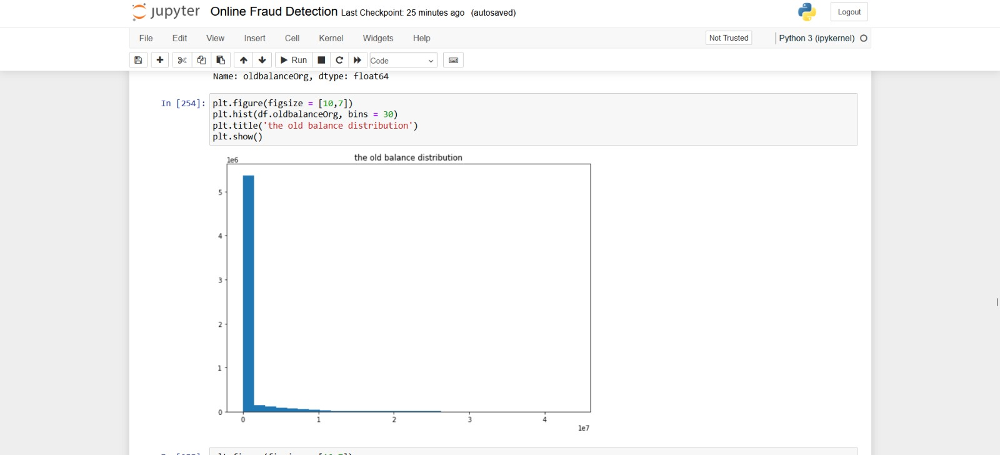 jupyter Online Fraud Detection Last Checkpoint: 25 minutes ago (autosaved) Logout
File Edit View Insert Cell Kernel Widgets Help Not Trusted Python 3 (ipykernel)
Run Code
Name: oldbalanceOrg, dtype: float64
In [254]: plt.figure(figsize = [10,7])
plt.hist(df.oldbalanceOrg, bins = 30)
plt.title('the old balance distribution')
plt.show()
the old balance distribution
1e6
5
4
3
2
1
0
0 1 2 3 4
1e7